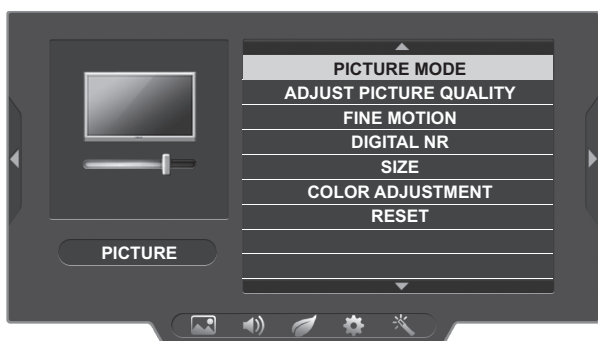 PICTURE MODE
ADJUST PICTURE QUALITY
FINE MOTION
DIGITAL NR
SIZE
COLOR ADJUSTMENT
RESET
PICTURE